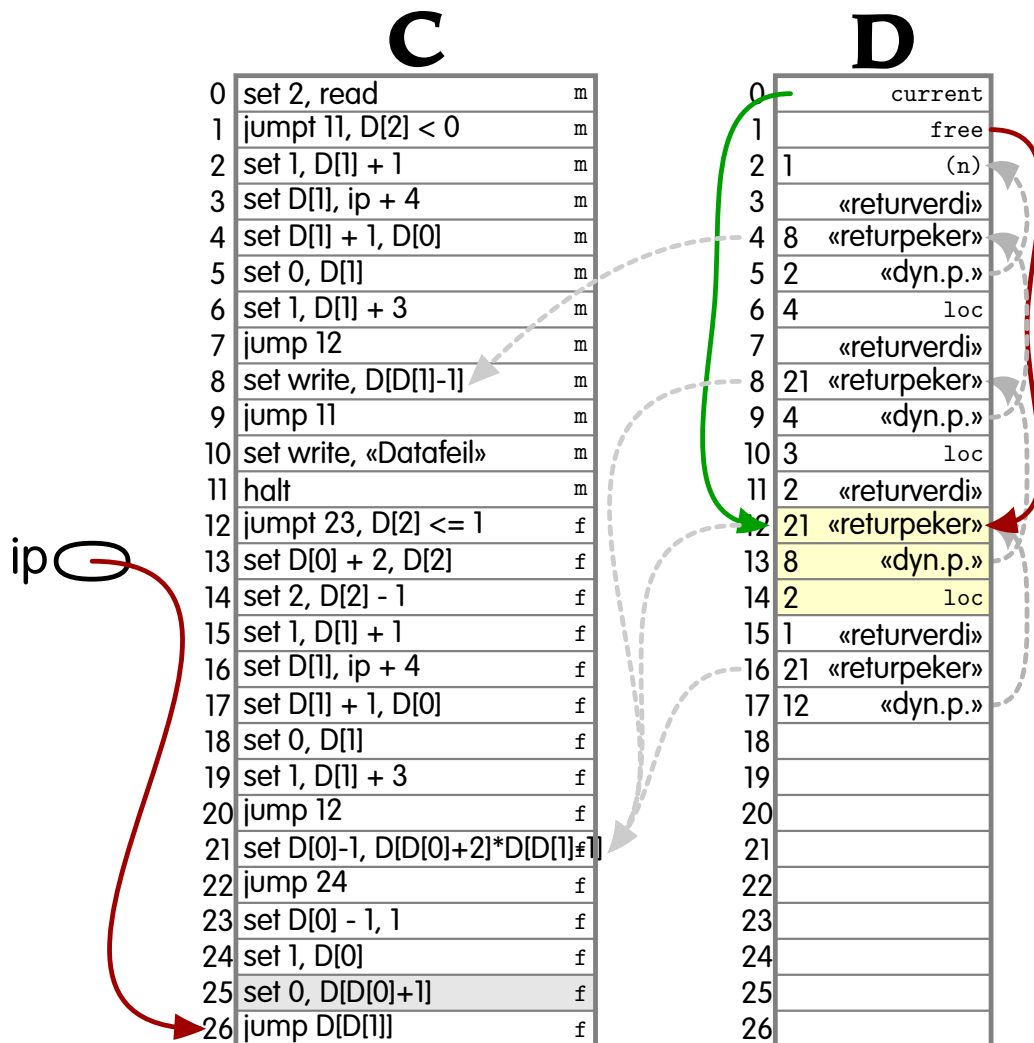 C
0 set 2, read m
1 jumpt 11, D[2] < 0 m
2 set 1, D[1] + 1 m
3 set D[1], ip + 4 m
4 set D[1] + 1, D[0] m
5 set 0, D[1] m
6 set 1, D[1] + 3 m
7 jump 12 m
8 set write, D[D[1]-1] m
9 jump 11 m
10 set write, «Datafeil» m
11 halt m
12 jumpt 23, D[2] <= 1 f
13 set D[0] + 2, D[2] f
14 set 2, D[2] - 1 f
15 set 1, D[1] + 1 f
16 set D[1], ip + 4 f
17 set D[1] + 1, D[0] f
18 set 0, D[1] f
19 set 1, D[1] + 3 f
20 jump 12 f
21 set D[0]-1, D[D[0]+2]*D[D[1]+1] f
22 jump 24 f
23 set D[0] - 1, 1 f
24 set 1, D[0] f
25 set 0, D[D[0]+1] f
26 jump D[D[1]] f
ip
D
0 current
1 free
2 1 (n)
3 «returverdi»
4 8 «returpeker»
5 2 «dyn.p.»
6 4 loc
7 «returverdi»
8 21 «returpeker»
9 4 «dyn.p.»
10 3 loc
11 2 «returverdi»
12 21 «returpeker»
13 8 «dyn.p.»
14 2 loc
15 1 «returverdi»
16 21 «returpeker»
17 12 «dyn.p.»
18
19
20
21
22
23
24
25
26